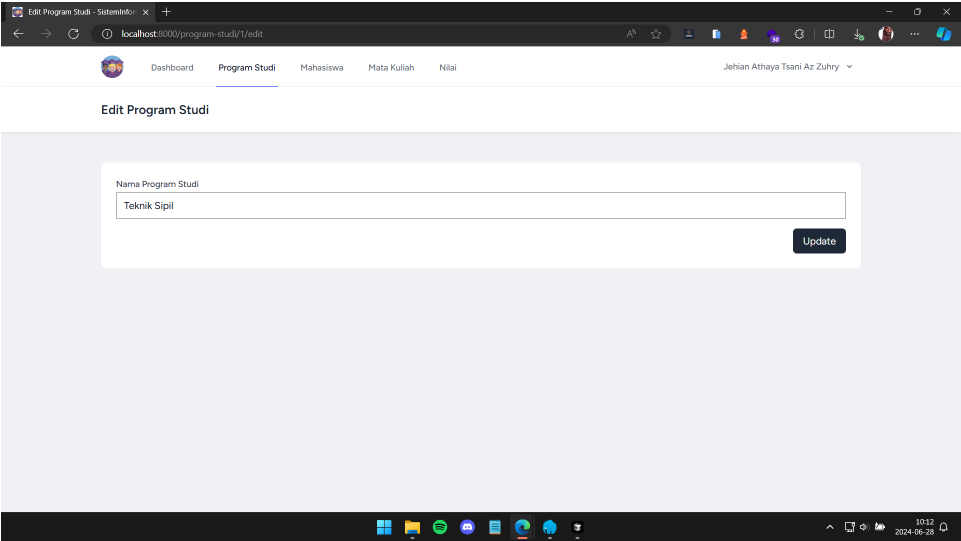 Edit Program Studi - SistemInfor
localhost:8000/program-studi/1/edit
30
Dashboard Program Studi Mahasiswa Mata Kuliah Nilai Jehian Athaya Tsani Az Zuhry
Edit Program Studi
Nama Program Studi
Teknik Sipil
Update
10:12
2024-06-28